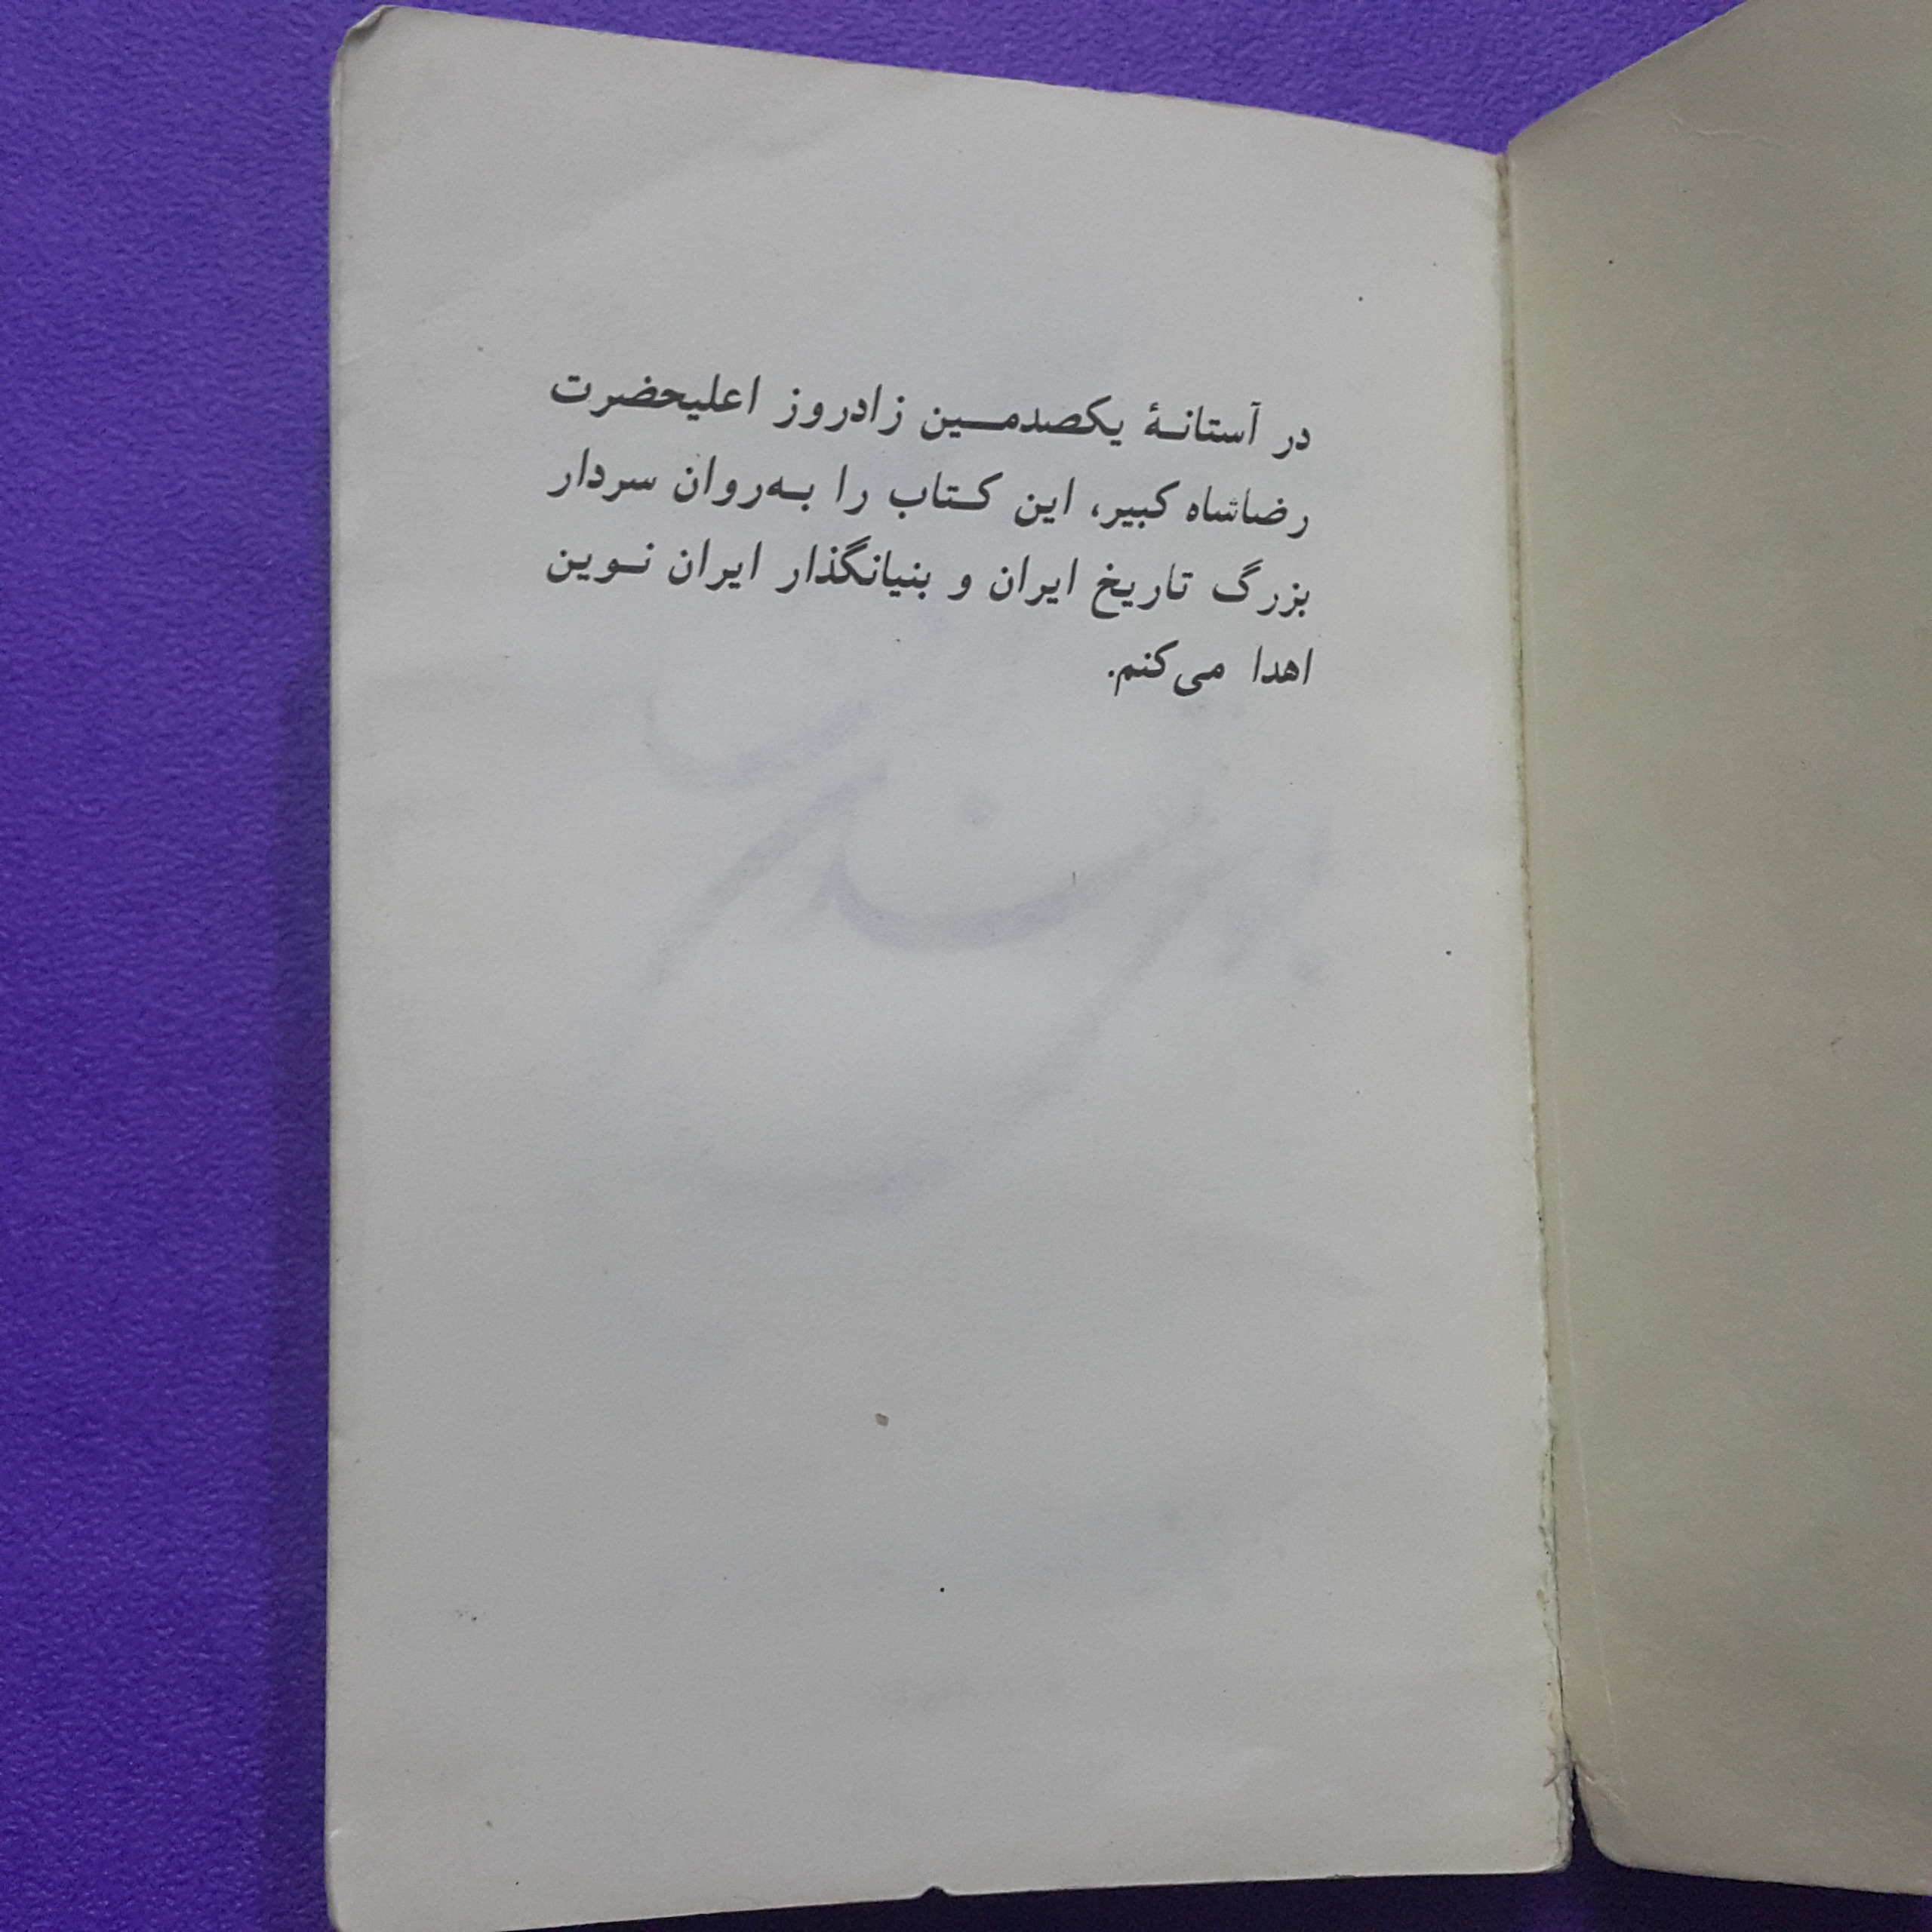 در آستانهٔ یکصدمین زادروز اعلیحضرت
رضاشاه کبیر، این کتاب را به‌روان سردار
بزرگ تاریخ ایران و بنیانگذار ایران نوین
اهدا می‌کنم.